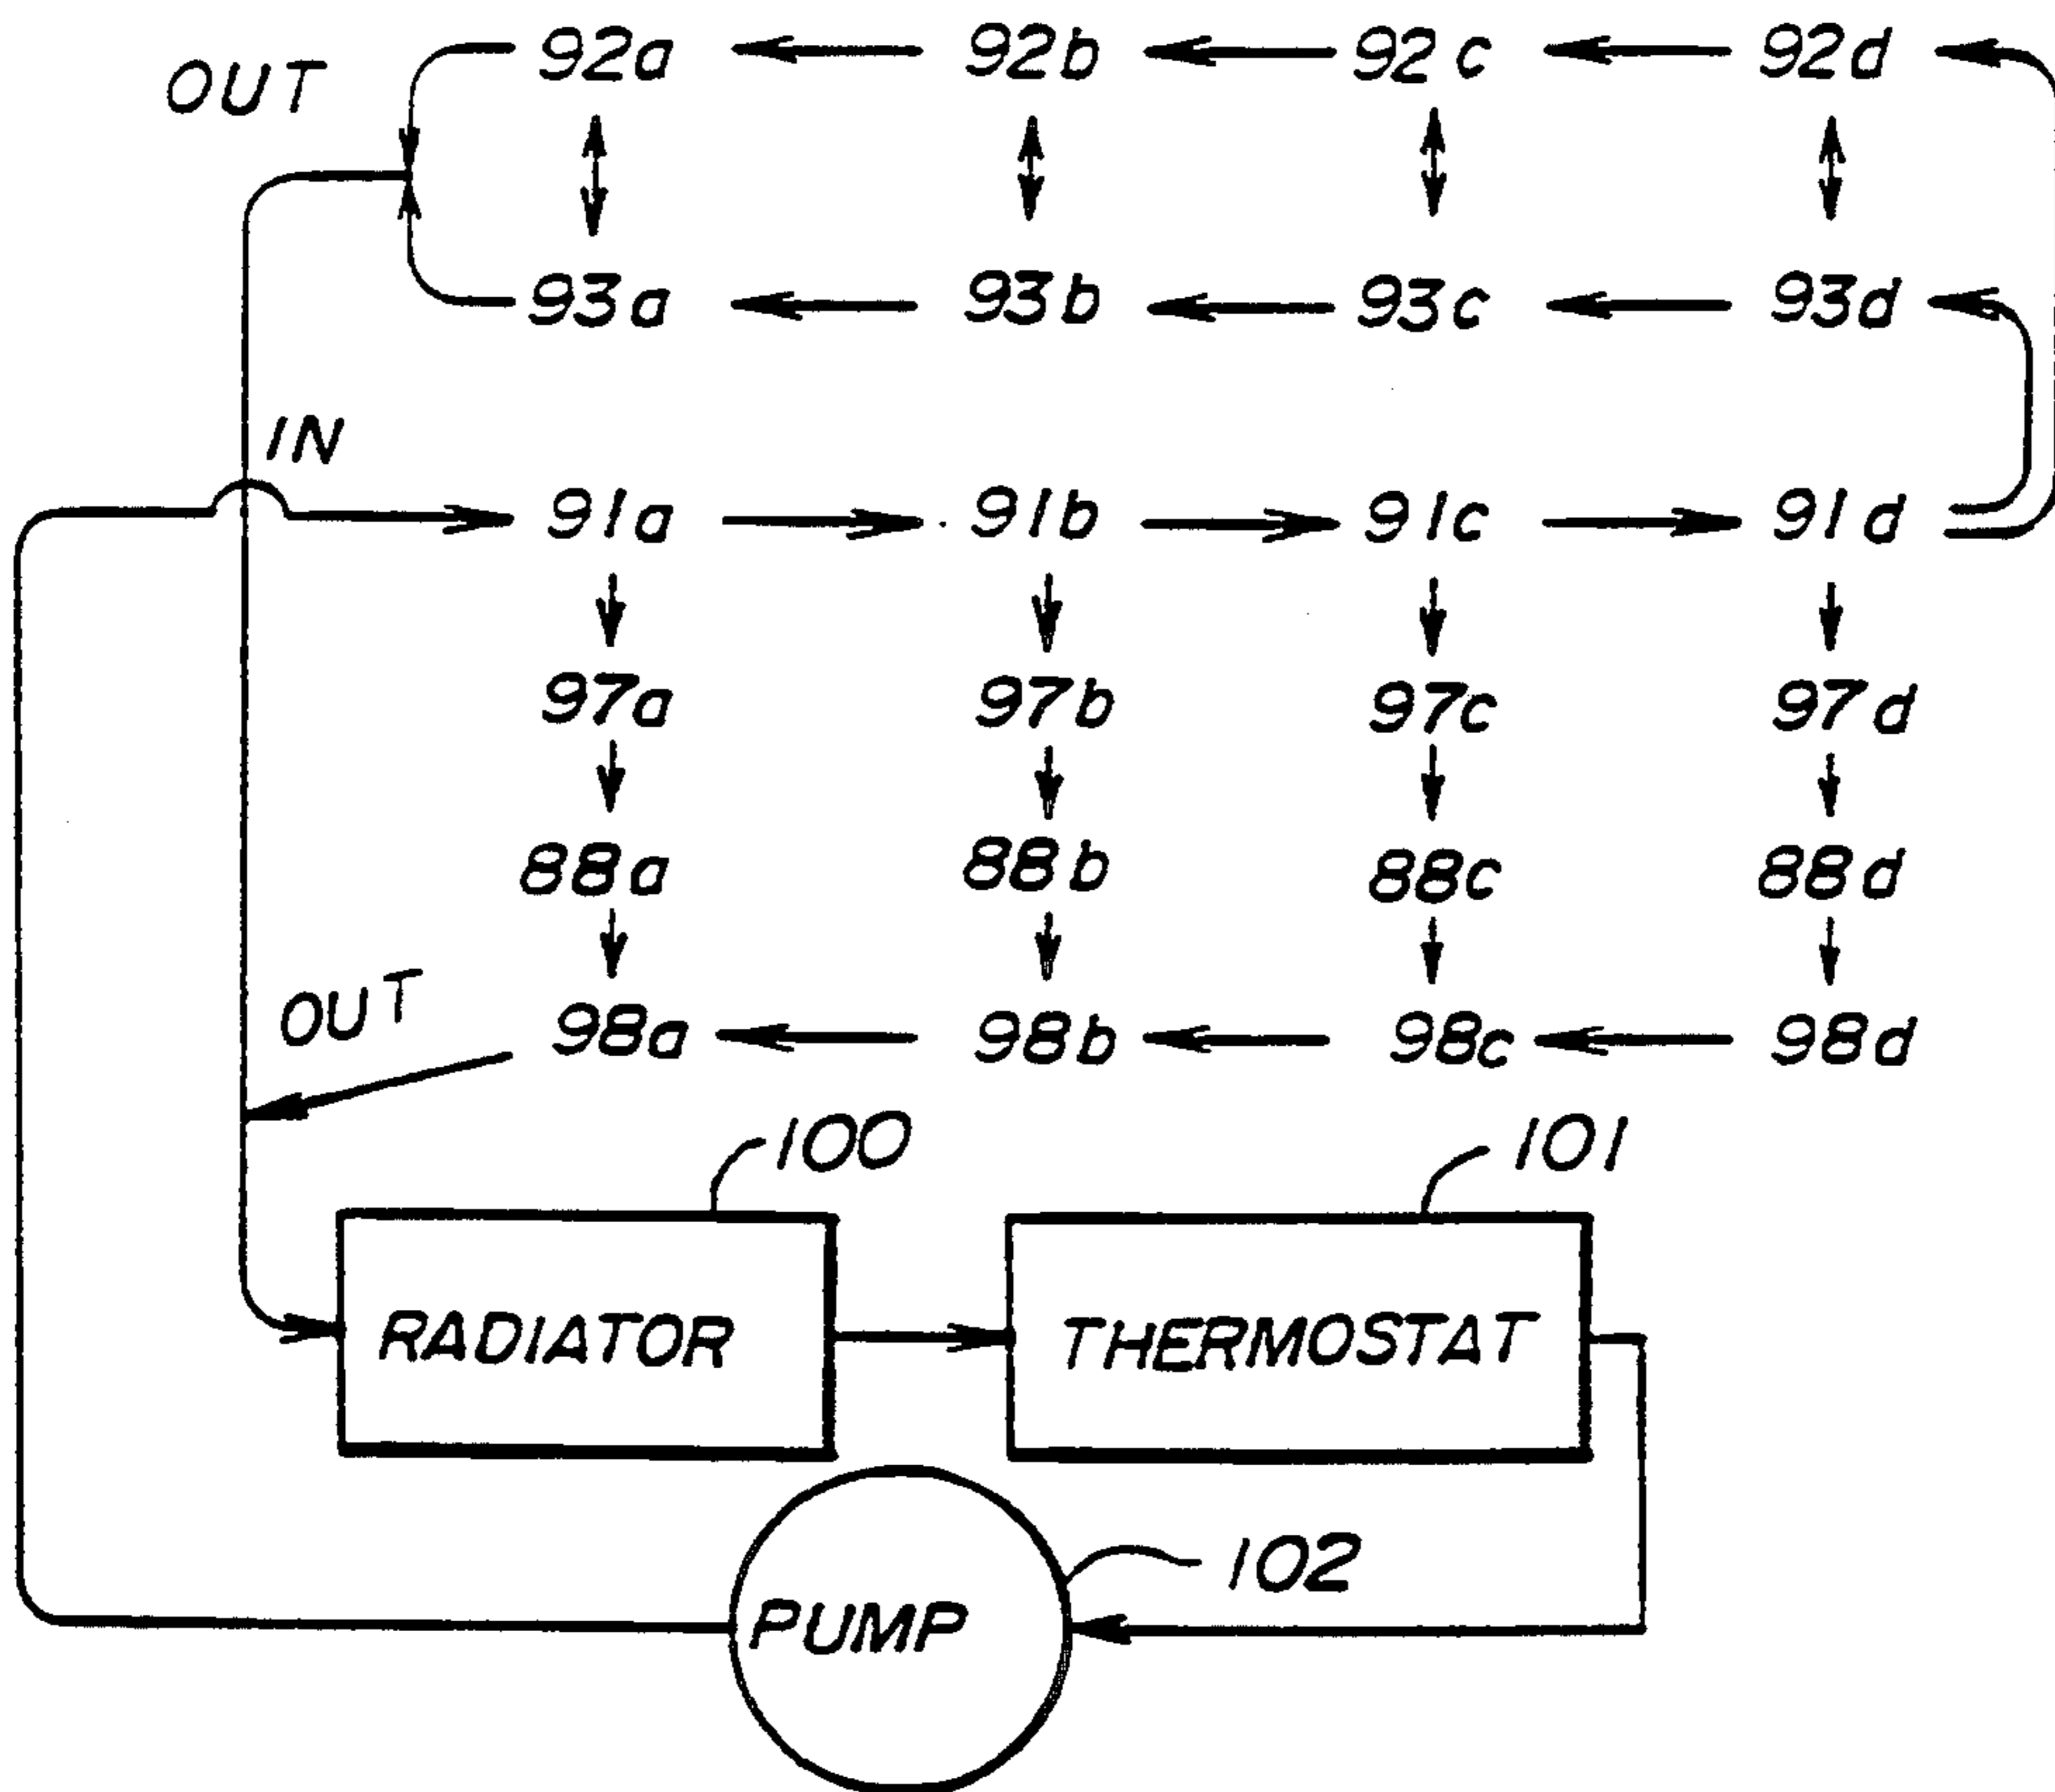 OUT
92a 92b 92c 92d
93a 93b 93c 93d
IN
91a 91b 91c 91d
97a 97b 97c 97d
88a 88b 88c 88d
OUT
98a 98b 98c 98d
100
101
RADIATOR
THERMOSTAT
102
PUMP